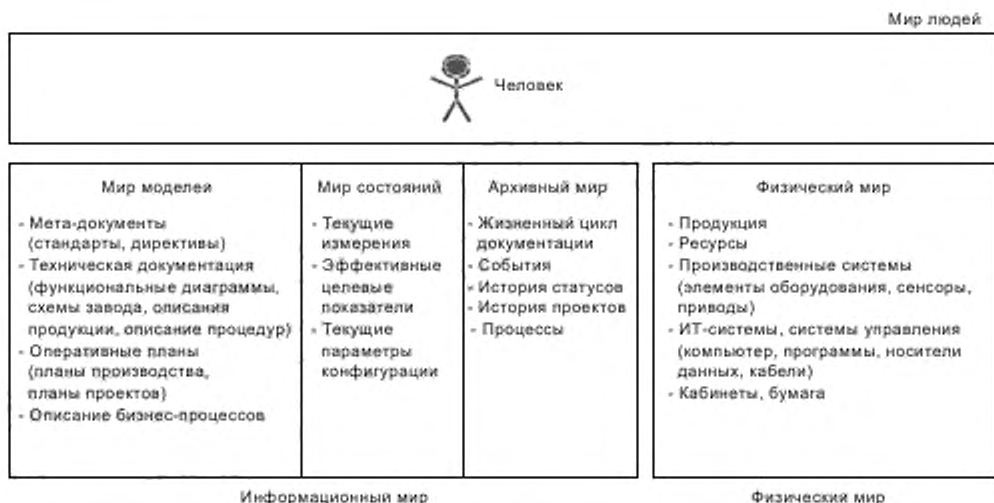 Мир людей
Человек
Мир моделей
- Мета-документы
(стандарты, директивы)
- Техническая документация
(функциональные диаграммы,
схемы завода, описания
продукции, описание процедур)
- Оперативные планы
(планы производства,
планы проектов)
- Описание бизнес-процессов
Мир состояний
- Текущие
измерения
- Эффективные
целевые
показатели
- Текущие
параметры
конфигурации
Архивный мир
- Жизненный цикл
документации
- События
- История статусов
- История проектов
- Процессы
Физический мир
- Продукция
- Ресурсы
- Производственные системы
(элементы оборудования, сенсоры,
приводы)
- ИТ-системы, системы управления
(компьютер, программы, носители
данных, кабели)
- Кабинеты, бумага
Информационный мир
Физический мир